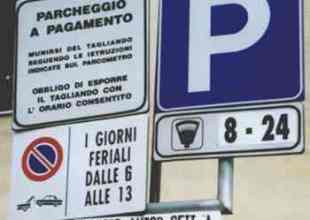 PARCHEGGIO
A PAGAMENTO
MUNIRSI DEL TAGLIANDO
SEGUENDO LE ISTRUZIONI
INDICATE SUL PARCOMETRO
OBBLIGO DI ESPORRE
IL TAGLIANDO CON
L'ORARIO CONSENTITO
P
8 - 24
I GIORNI
FERIALI
DALLE 6
ALLE 13